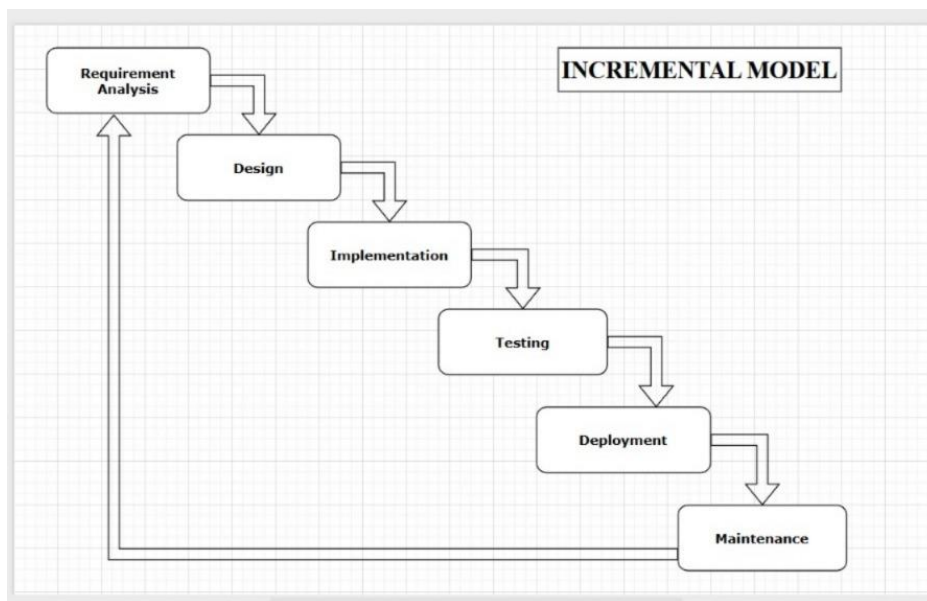 Requirement
Analysis
INCREMENTAL MODEL
Design
Implementation
Testing
Deployment
Maintenance